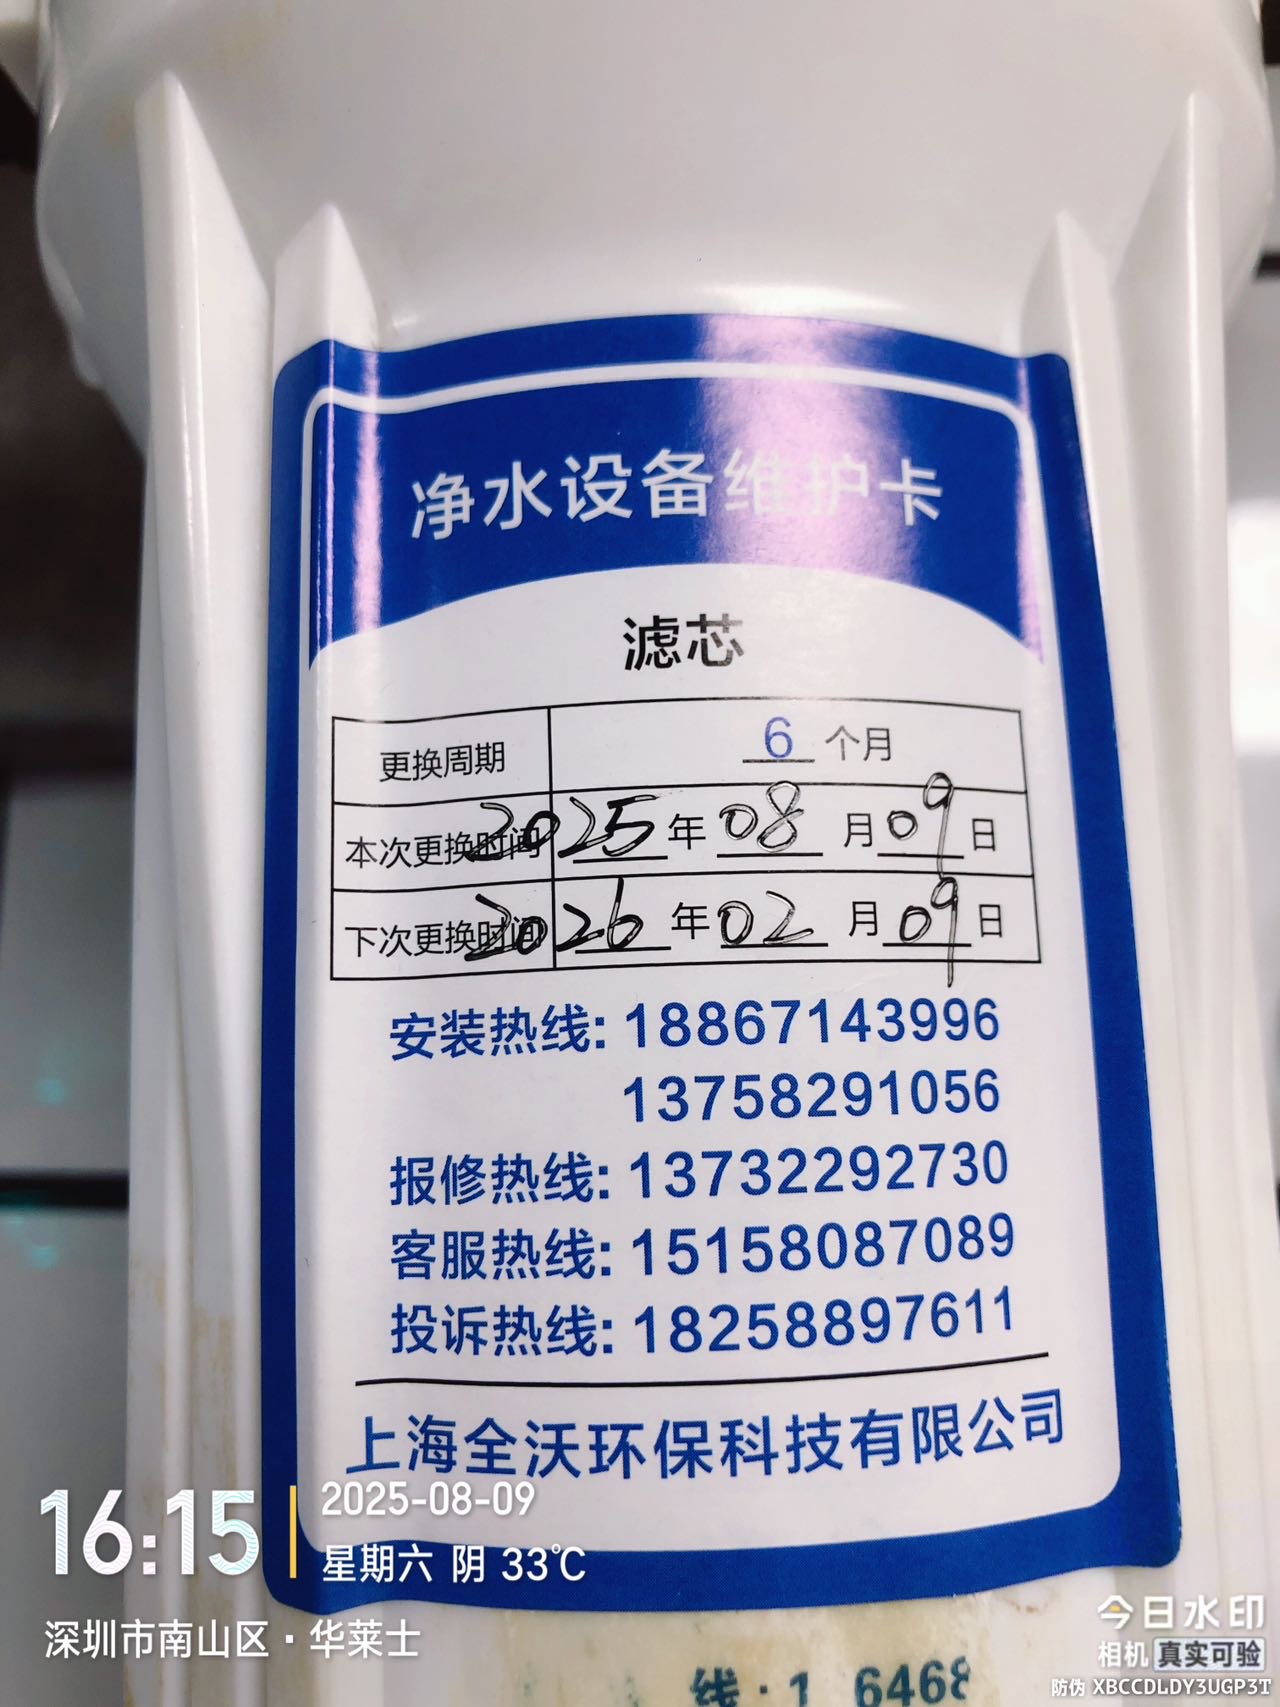 净水设备维护卡
滤芯
更换周期 6 个月
本次更换时间 2025 年 08 月 09 日
下次更换时间 2026 年 02 月 09 日
安装热线: 18867143996
13758291056
报修热线: 13732292730
客服热线: 15158087089
投诉热线: 18258897611
上海全沃环保科技有限公司
16:15
2025-08-09
星期六 阴 33℃
深圳市南山区·华莱士
今日水印
相机 真实可验
防伪 XBCCDLDY3UGP3T
线:1 6468